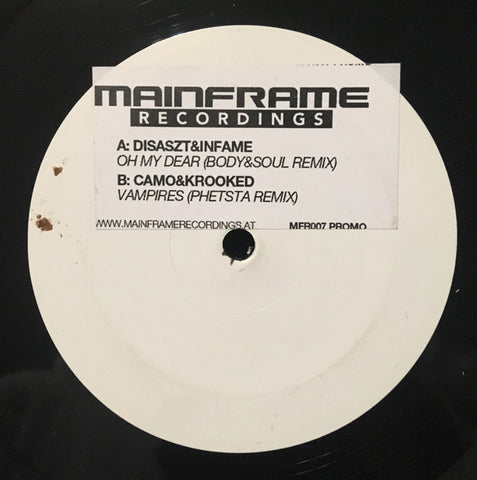 MAINFRAME
RECORDINGS
A: DISASZT&INFAME
OH MY DEAR (BODY&SOUL REMIX)
B: CAMO&KROOKED
VAMPIRES (PHETSTA REMIX)
WWW.MAINFRAMERECORDINGS.AT
MFR007 PROMO